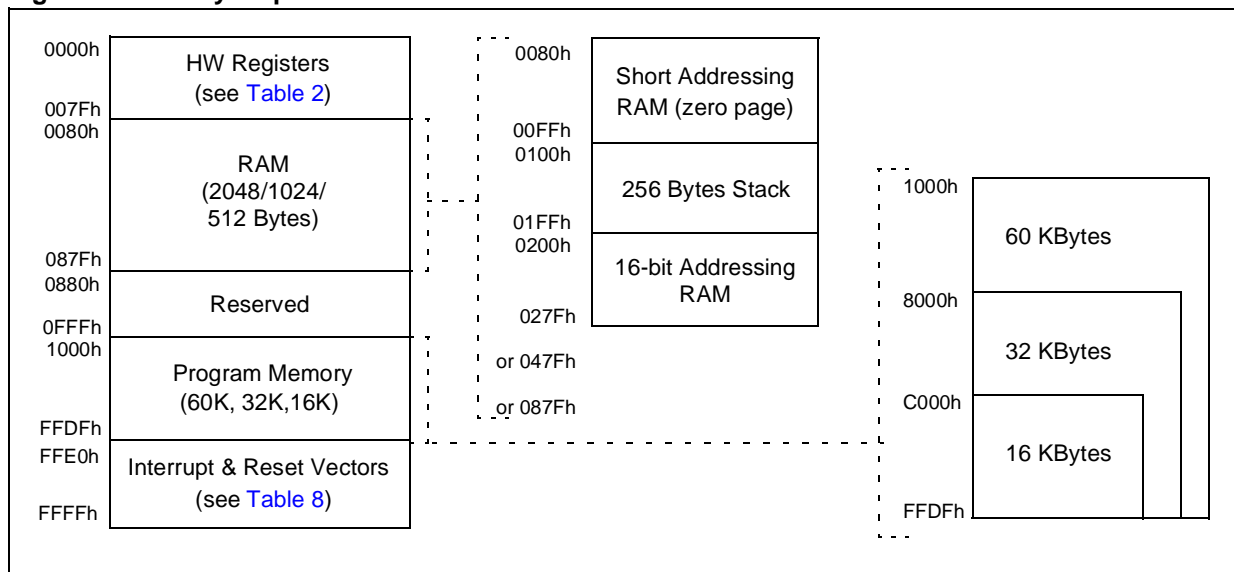 0000h
HW Registers
(see Table 2)
007Fh
0080h
RAM
(2048/1024/
512 Bytes)
087Fh
0880h
Reserved
0FFFh
1000h
Program Memory
(60K, 32K,16K)
FFDFh
FFE0h
Interrupt & Reset Vectors
(see Table 8)
FFFFh
0080h
Short Addressing
RAM (zero page)
00FFh
0100h
256 Bytes Stack
01FFh
0200h
16-bit Addressing
RAM
027Fh
or 047Fh
or 087Fh
1000h
60 KBytes
8000h
32 KBytes
C000h
16 KBytes
FFDFh